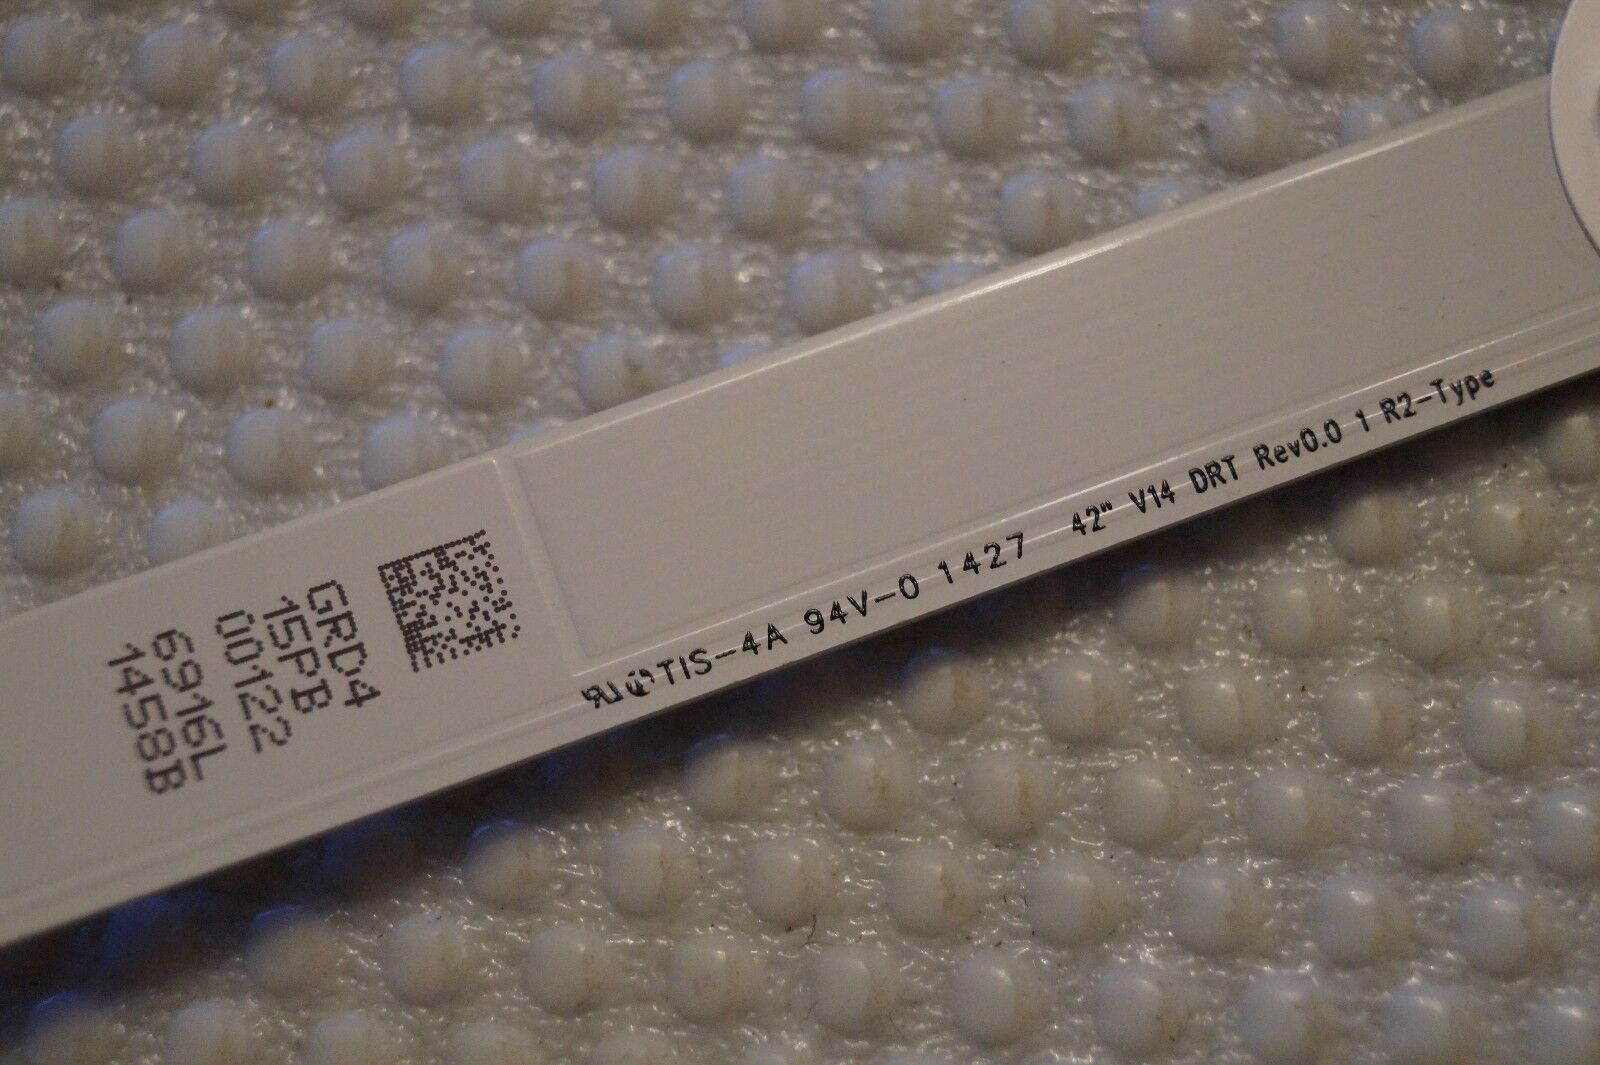 GRD4
15PB
00122
6916L
1458B
TIS-4A 94V-0 1427 42" V14 DRT Rev0.0 1 R2-Type